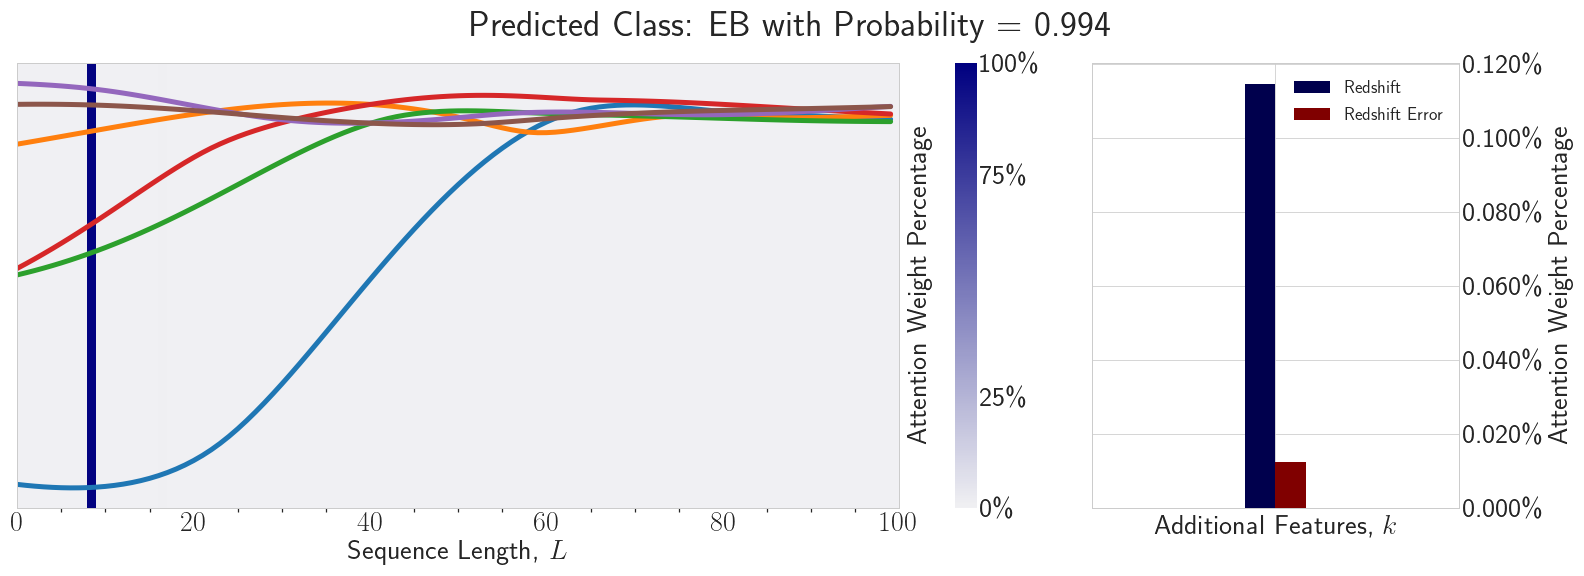 Predicted Class: EB with Probability = 0.994
0 20 40 60 80 100
Sequence Length, L
100%
75%
25%
0%
Attention Weight Percentage
Redshift
Redshift Error
Additional Features, k
0.120%
0.100%
0.080%
0.060%
0.040%
0.020%
0.000%
Attention Weight Percentage